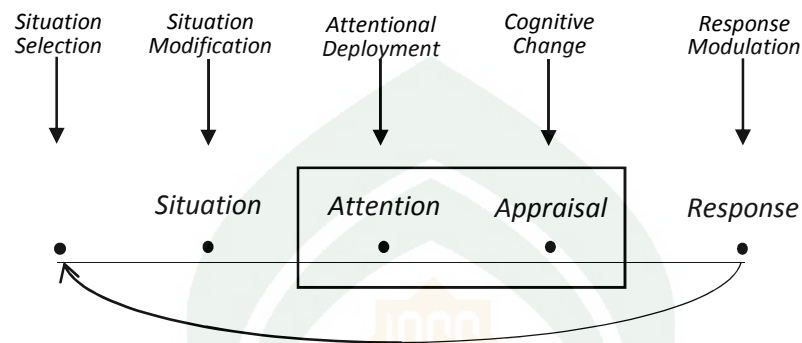 Situation
Selection
Situation
Modification
Attentional
Deployment
Cognitive
Change
Response
Modulation
Situation
Attention
Appraisal
Response